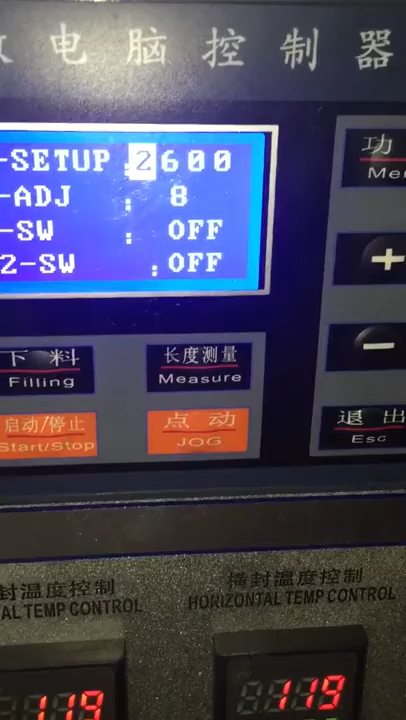 电脑控制器
-SETUP :2600
-ADJ : 8
-SW : OFF
2-SW :OFF
功
Me
+
-
下料
Filling
长度测量
Measure
启动/停止
Start/Stop
点动
JOG
退出
Esc
封温度控制
AL TEMP CONTROL
横封温度控制
HORIZONTAL TEMP CONTROL
119
119